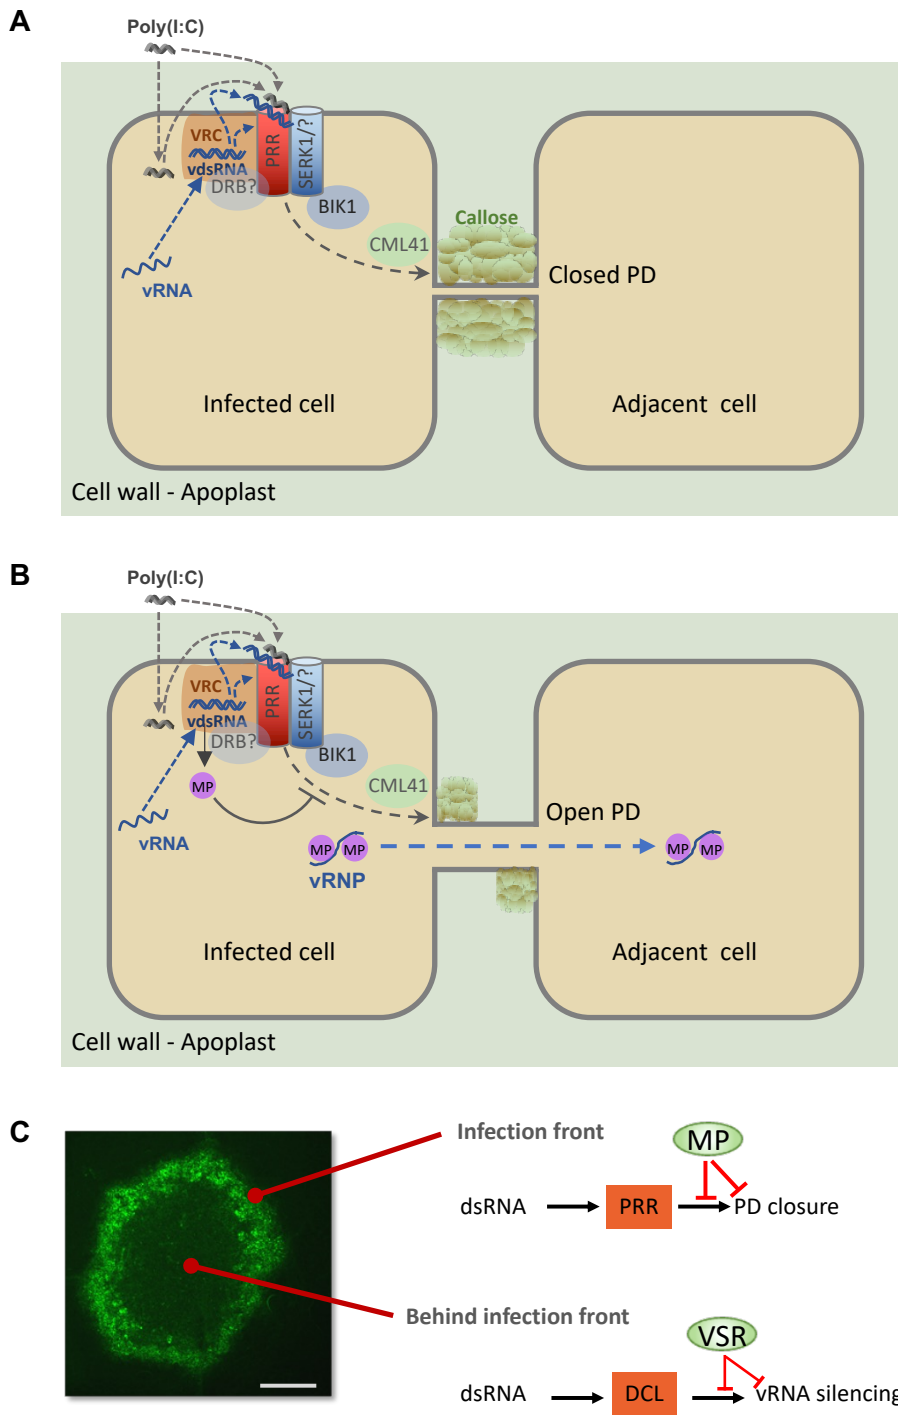 A
Poly(I:C)
VRC
vdsRNA
DRB?
PRR
SERK1/?
BIK1
CML41
Callose
vRNA
Closed PD
Infected cell
Adjacent cell
Cell wall - Apoplast
B
Poly(I:C)
VRC
vdsRNA
DRB?
PRR
SERK1/?
BIK1
MP
CML41
Open PD
vRNA
MP MP
vRNP
MP MP
Infected cell
Adjacent cell
Cell wall - Apoplast
C
Infection front
MP
dsRNA
PRR
PD closure
Behind infection front
VSR
dsRNA
DCL
vRNA silencing